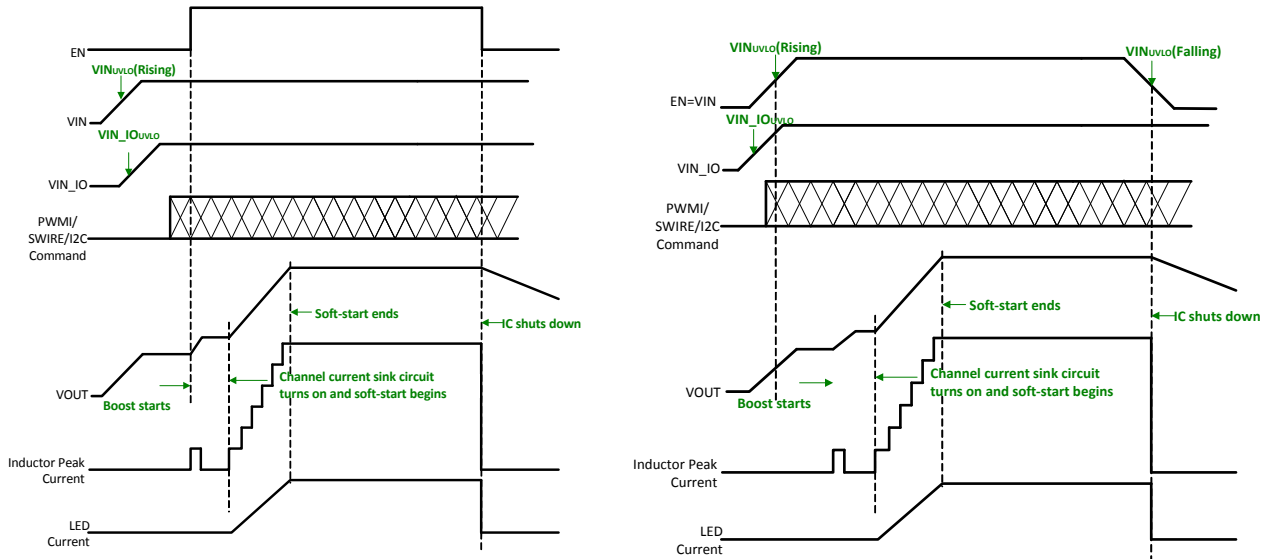 EN
VINUVLO(Rising)
VIN
VIN_IOUVLO
VIN_IO
PWMI/
SWIRE/I2C
Command
Soft-start ends
IC shuts down
Channel current sink circuit
turns on and soft-start begins
VOUT
Boost starts
Inductor Peak
Current
LED
Current
VINUVLO(Rising)
VINUVLO(Falling)
EN=VIN
VIN_IOUVLO
VIN_IO
PWMI/
SWIRE/I2C
Command
Soft-start ends
IC shuts down
Channel current sink circuit
turns on and soft-start begins
VOUT
Boost starts
Inductor Peak
Current
LED
Current